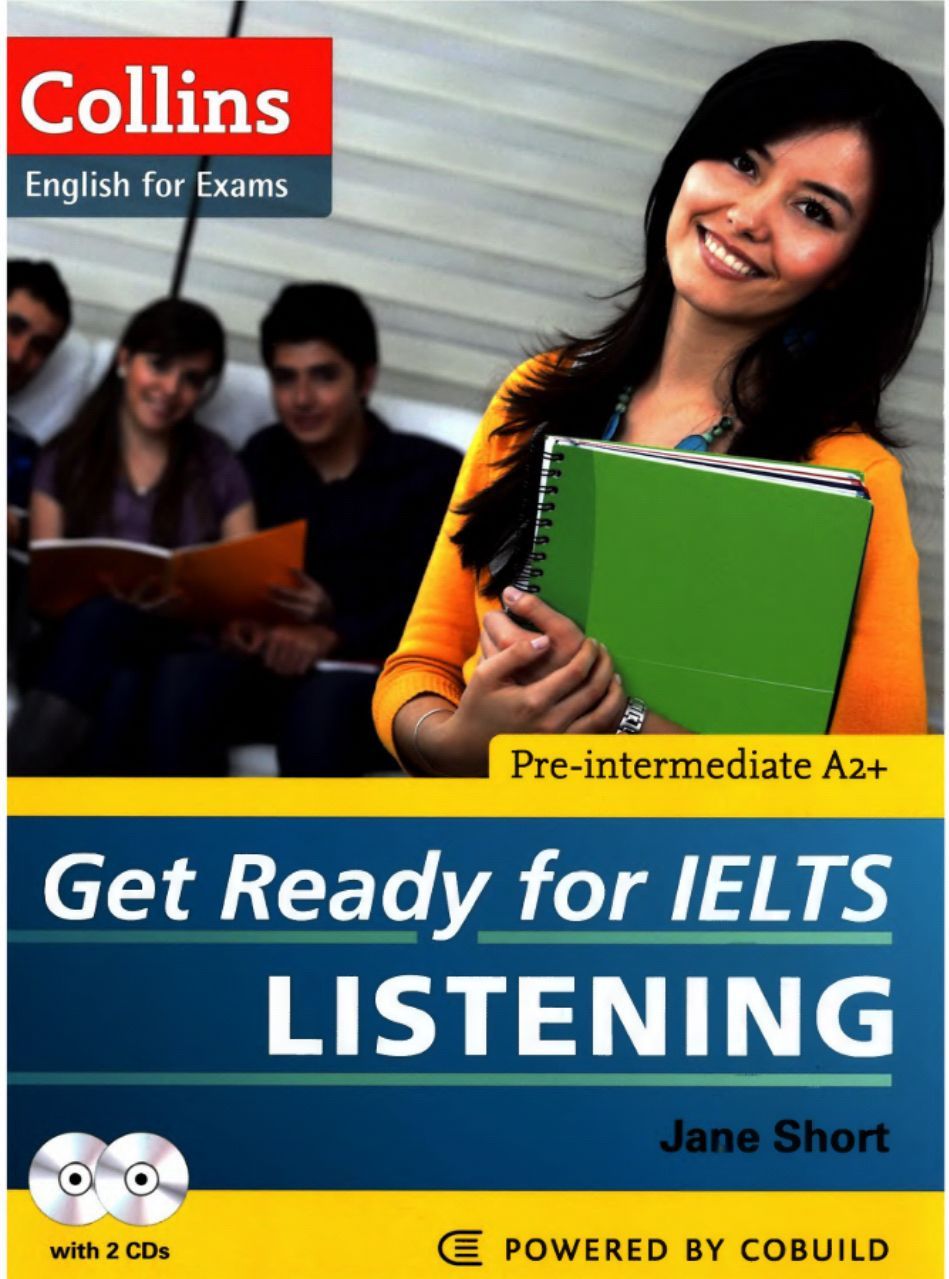 Collins
English for Exams
Pre-intermediate A2+
Get Ready for IELTS
LISTENING
Jane Short
with 2 CDs
POWERED BY COBUILD